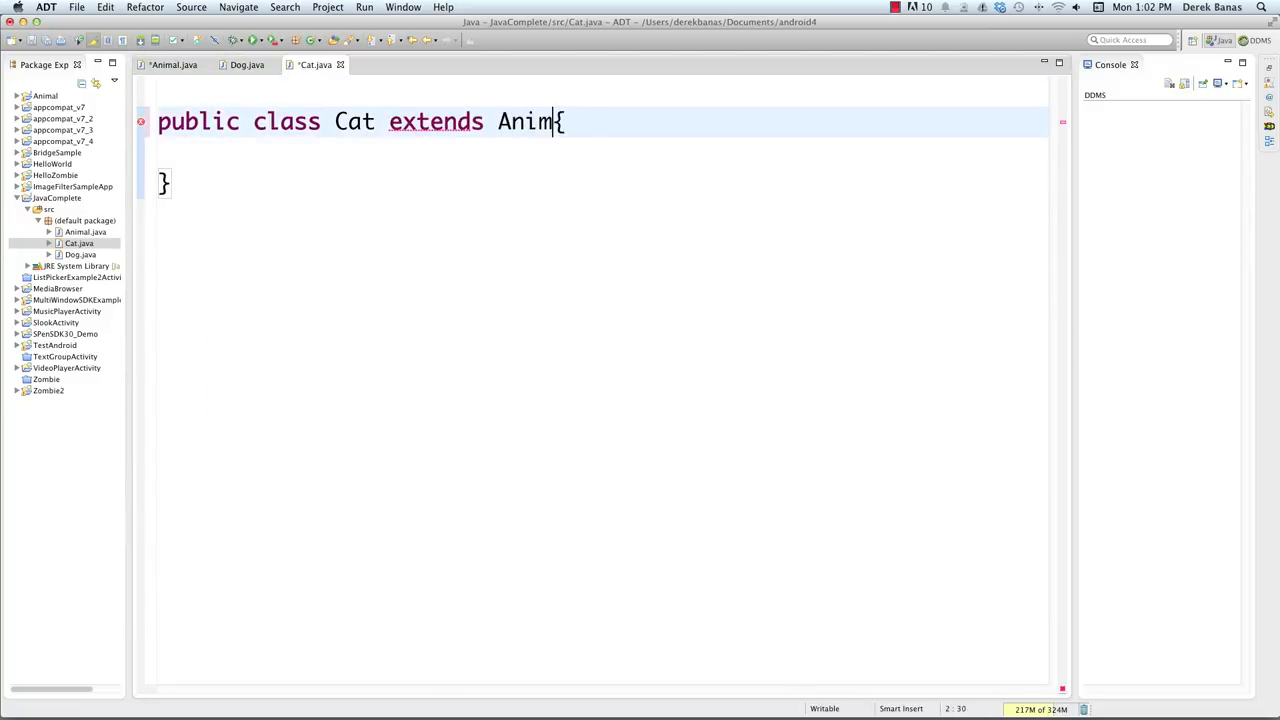 ADT File Edit Refactor Source Navigate Search Project Run Window Help 10 Mon 1:02 PM Derek Banas
Java - JavaComplete/src/Cat.java - ADT - /Users/derekbanas/Documents/android4
Quick Access Java DDMS
Package Exp *Animal.java Dog.java *Cat.java Console
DDMS
Animal
appcompat_v7
appcompat_v7_2
appcompat_v7_3
appcompat_v7_4
BridgeSample
HelloWorld
HelloZombie
ImageFilterSampleApp
JavaComplete
src
(default package)
Animal.java
Cat.java
Dog.java
JRE System Library [Ja
ListPickerExample2Activi
MediaBrowser
MultiWindowSDKExample
MusicPlayerActivity
SlookActivity
SPenSDK30_Demo
TestAndroid
TextGroupActivity
VideoPlayerActivity
Zombie
Zombie2
public class Cat extends Anim{
}
Writable Smart Insert 2 : 30 217M of 324M